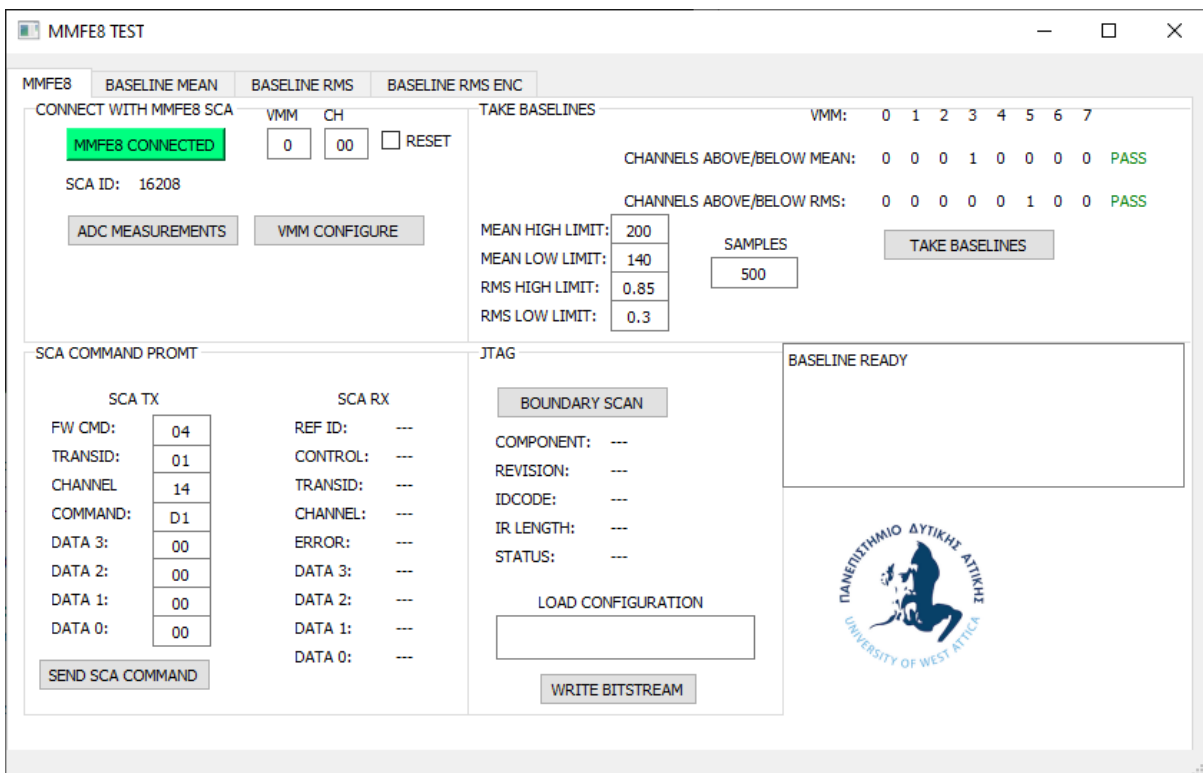 MMFE8 TEST
MMFE8 BASELINE MEAN BASELINE RMS BASELINE RMS ENC
CONNECT WITH MMFE8 SCA
VMM CH
MMFE8 CONNECTED 0 00 RESET
SCA ID: 16208
ADC MEASUREMENTS VMM CONFIGURE
TAKE BASELINES
VMM: 0 1 2 3 4 5 6 7
CHANNELS ABOVE/BELOW MEAN: 0 0 0 1 0 0 0 0 PASS
CHANNELS ABOVE/BELOW RMS: 0 0 0 0 0 1 0 0 PASS
MEAN HIGH LIMIT: 200
MEAN LOW LIMIT: 140
RMS HIGH LIMIT: 0.85
RMS LOW LIMIT: 0.3
SAMPLES
500
TAKE BASELINES
SCA COMMAND PROMT
SCA TX
FW CMD: 04
TRANSID: 01
CHANNEL 14
COMMAND: D1
DATA 3: 00
DATA 2: 00
DATA 1: 00
DATA 0: 00
SEND SCA COMMAND
SCA RX
REF ID: ---
CONTROL: ---
TRANSID: ---
CHANNEL: ---
ERROR: ---
DATA 3: ---
DATA 2: ---
DATA 1: ---
DATA 0: ---
JTAG
BOUNDARY SCAN
COMPONENT: ---
REVISION: ---
IDCODE: ---
IR LENGTH: ---
STATUS: ---
LOAD CONFIGURATION
WRITE BITSTREAM
BASELINE READY
ΠΑΝΕΠΙΣΤΗΜΙΟ ΔΥΤΙΚΗΣ ΑΤΤΙΚΗΣ
UNIVERSITY OF WEST ATTICA